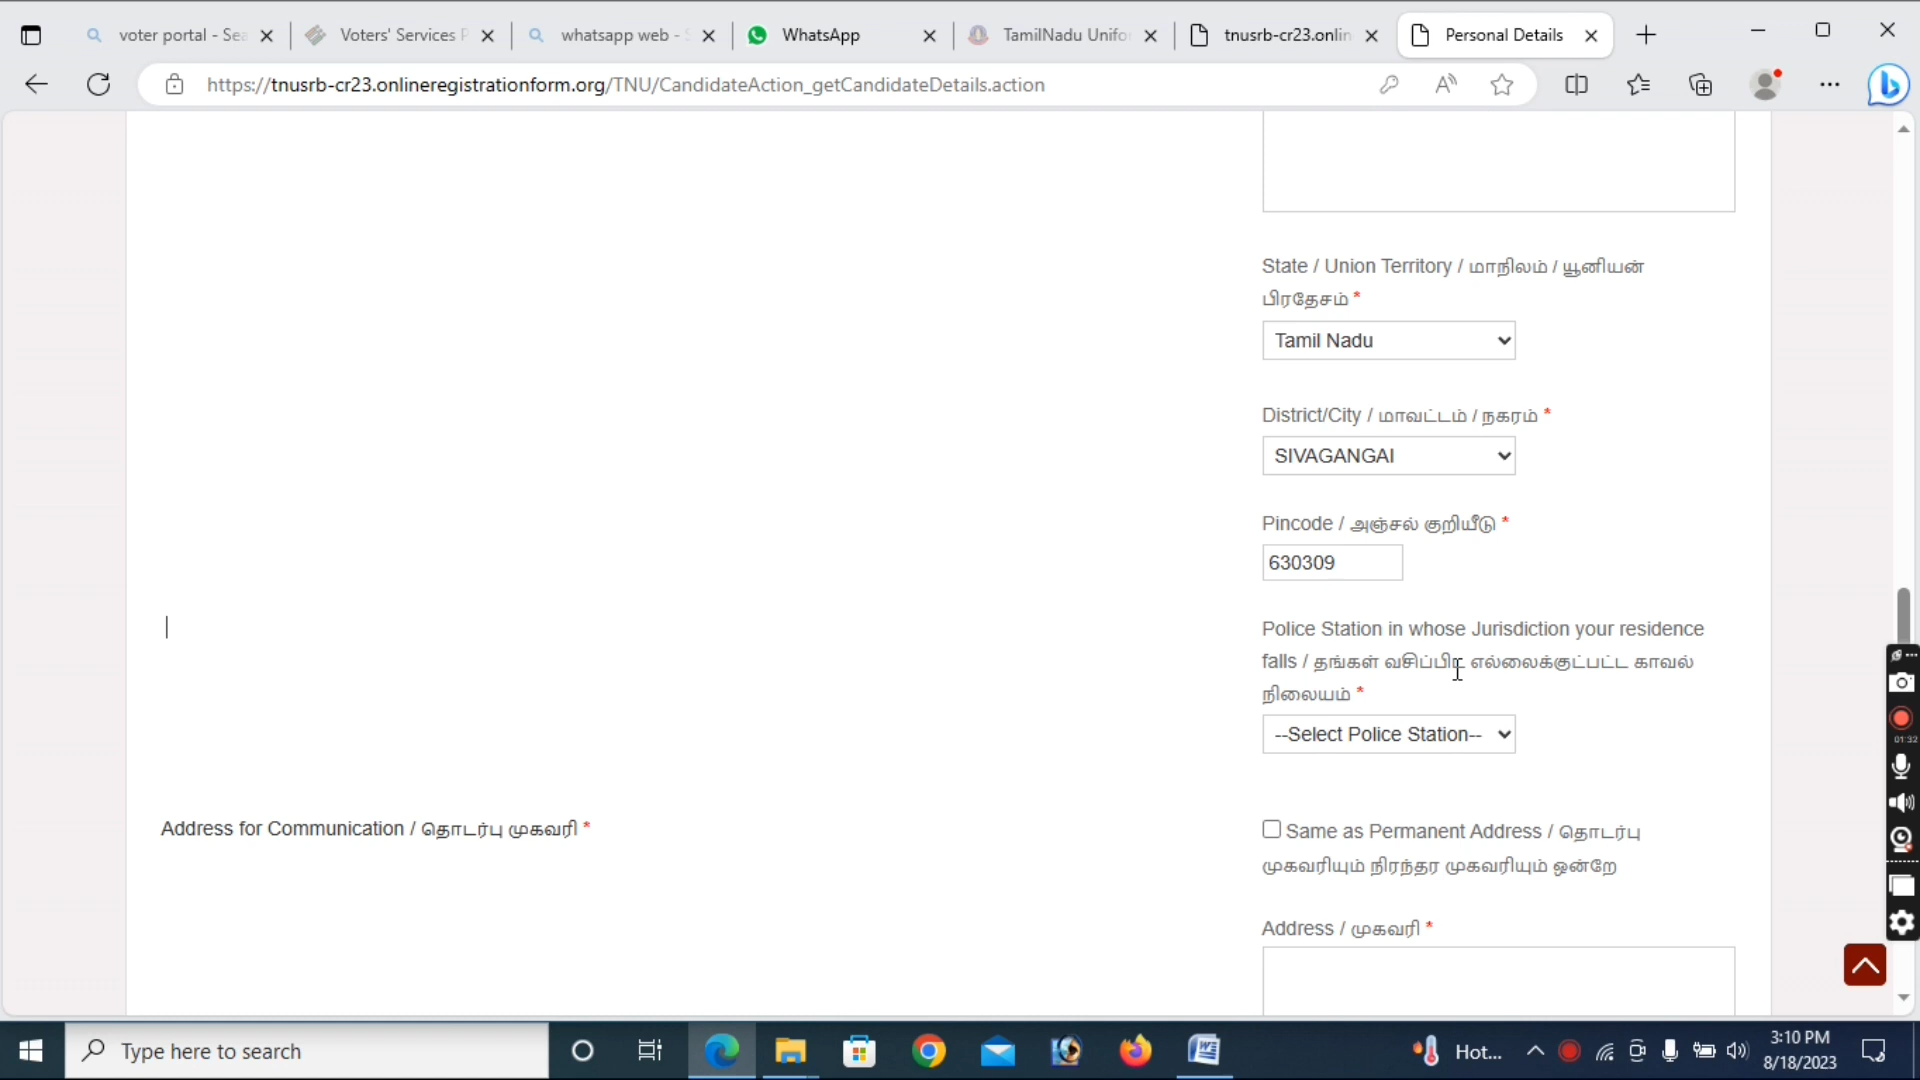 voter portal - Sea
Voters' Services P
whatsapp web - S
WhatsApp
TamilNadu Unifo
tnusrb-cr23.onlin
Personal Details
https://tnusrb-cr23.onlineregistrationform.org/TNU/CandidateAction_getCandidateDetails.action
State / Union Territory / மாநிலம் / யூனியன்
பிரதேசம் *
Tamil Nadu
District/City / மாவட்டம் / நகரம் *
SIVAGANGAI
Pincode / அஞ்சல் குறியீடு *
630309
Police Station in whose Jurisdiction your residence
falls / தங்கள் வசிப்பிட எல்லைக்குட்பட்ட காவல்
நிலையம் *
--Select Police Station--
Address for Communication / தொடர்பு முகவரி *
Same as Permanent Address / தொடர்பு
முகவரியும் நிரந்தர முகவரியும் ஒன்றே
Address / முகவரி *
01:32
Type here to search
Hot...
3:10 PM
8/18/2023